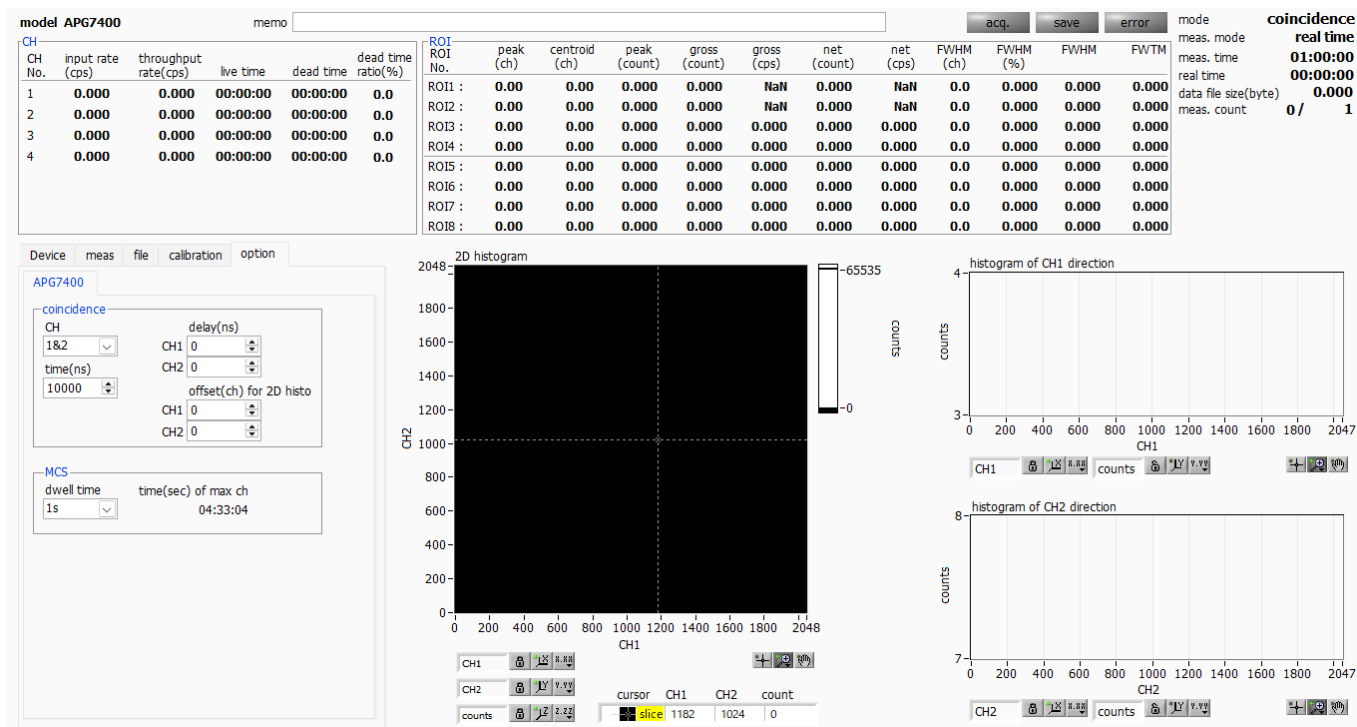 model APG7400 memo acq. save error mode coincidence
meas. mode real time
meas. time 01:00:00
real time 00:00:00
data file size(byte) 0.000
meas. count 0 / 1
CH
CH No. input rate (cps) throughput rate(cps) live time dead time dead time ratio(%)
1 0.000 0.000 00:00:00 00:00:00 0.0
2 0.000 0.000 00:00:00 00:00:00 0.0
3 0.000 0.000 00:00:00 00:00:00 0.0
4 0.000 0.000 00:00:00 00:00:00 0.0
ROI
ROI No. peak (ch) centroid (ch) peak (count) gross (count) gross (cps) net (count) net (cps) FWHM (ch) FWHM (%) FWHM FWTM
ROI1 : 0.00 0.00 0.000 0.000 NaN 0.000 NaN 0.0 0.000 0.000 0.000
ROI2 : 0.00 0.00 0.000 0.000 NaN 0.000 NaN 0.0 0.000 0.000 0.000
ROI3 : 0.00 0.00 0.000 0.000 0.000 0.000 0.000 0.0 0.000 0.000 0.000
ROI4 : 0.00 0.00 0.000 0.000 0.000 0.000 0.000 0.0 0.000 0.000 0.000
ROI5 : 0.00 0.00 0.000 0.000 0.000 0.000 0.000 0.0 0.000 0.000 0.000
ROI6 : 0.00 0.00 0.000 0.000 0.000 0.000 0.000 0.0 0.000 0.000 0.000
ROI7 : 0.00 0.00 0.000 0.000 0.000 0.000 0.000 0.0 0.000 0.000 0.000
ROI8 : 0.00 0.00 0.000 0.000 0.000 0.000 0.000 0.0 0.000 0.000 0.000
Device meas file calibration option
APG7400
coincidence
CH delay(ns)
1&2 CH1 0
time(ns) CH2 0
10000 offset(ch) for 2D histo
CH1 0
CH2 0
MCS
dwell time time(sec) of max ch
1s 04:33:04
2D histogram
2048
1800
1600
1400
1200
1000
800
600
400
200
0
CH2
0 200 400 600 800 1000 1200 1400 1600 1800 2048
CH1
65535
0
counts
CH1 X X.XX
CH2 Y Y.YY
counts Z Z.ZZ
cursor CH1 CH2 count
slice 1182 1024 0
histogram of CH1 direction
4
counts
3
0 200 400 600 800 1000 1200 1400 1600 1800 2047
CH1
CH1 X X.XX counts Y Y.YY
histogram of CH2 direction
8
counts
7
0 200 400 600 800 1000 1200 1400 1600 1800 2047
CH2
CH2 X X.XX counts Y Y.YY